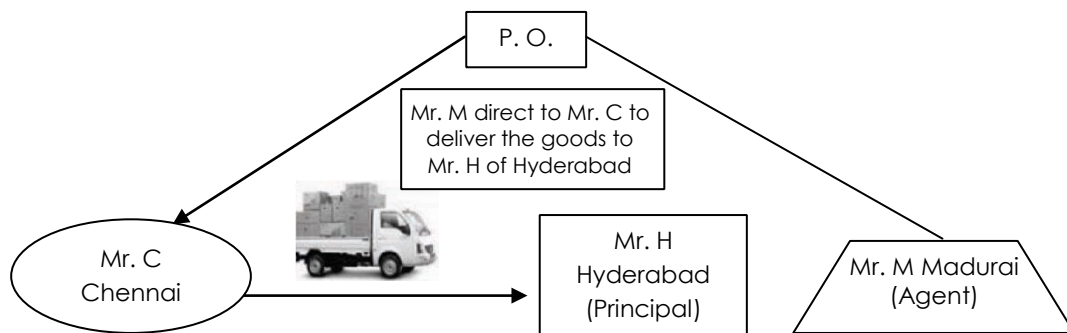 P. O.
Mr. M direct to Mr. C to
deliver the goods to
Mr. H of Hyderabad
Mr. C
Chennai
Mr. H
Hyderabad
(Principal)
Mr. M Madurai
(Agent)